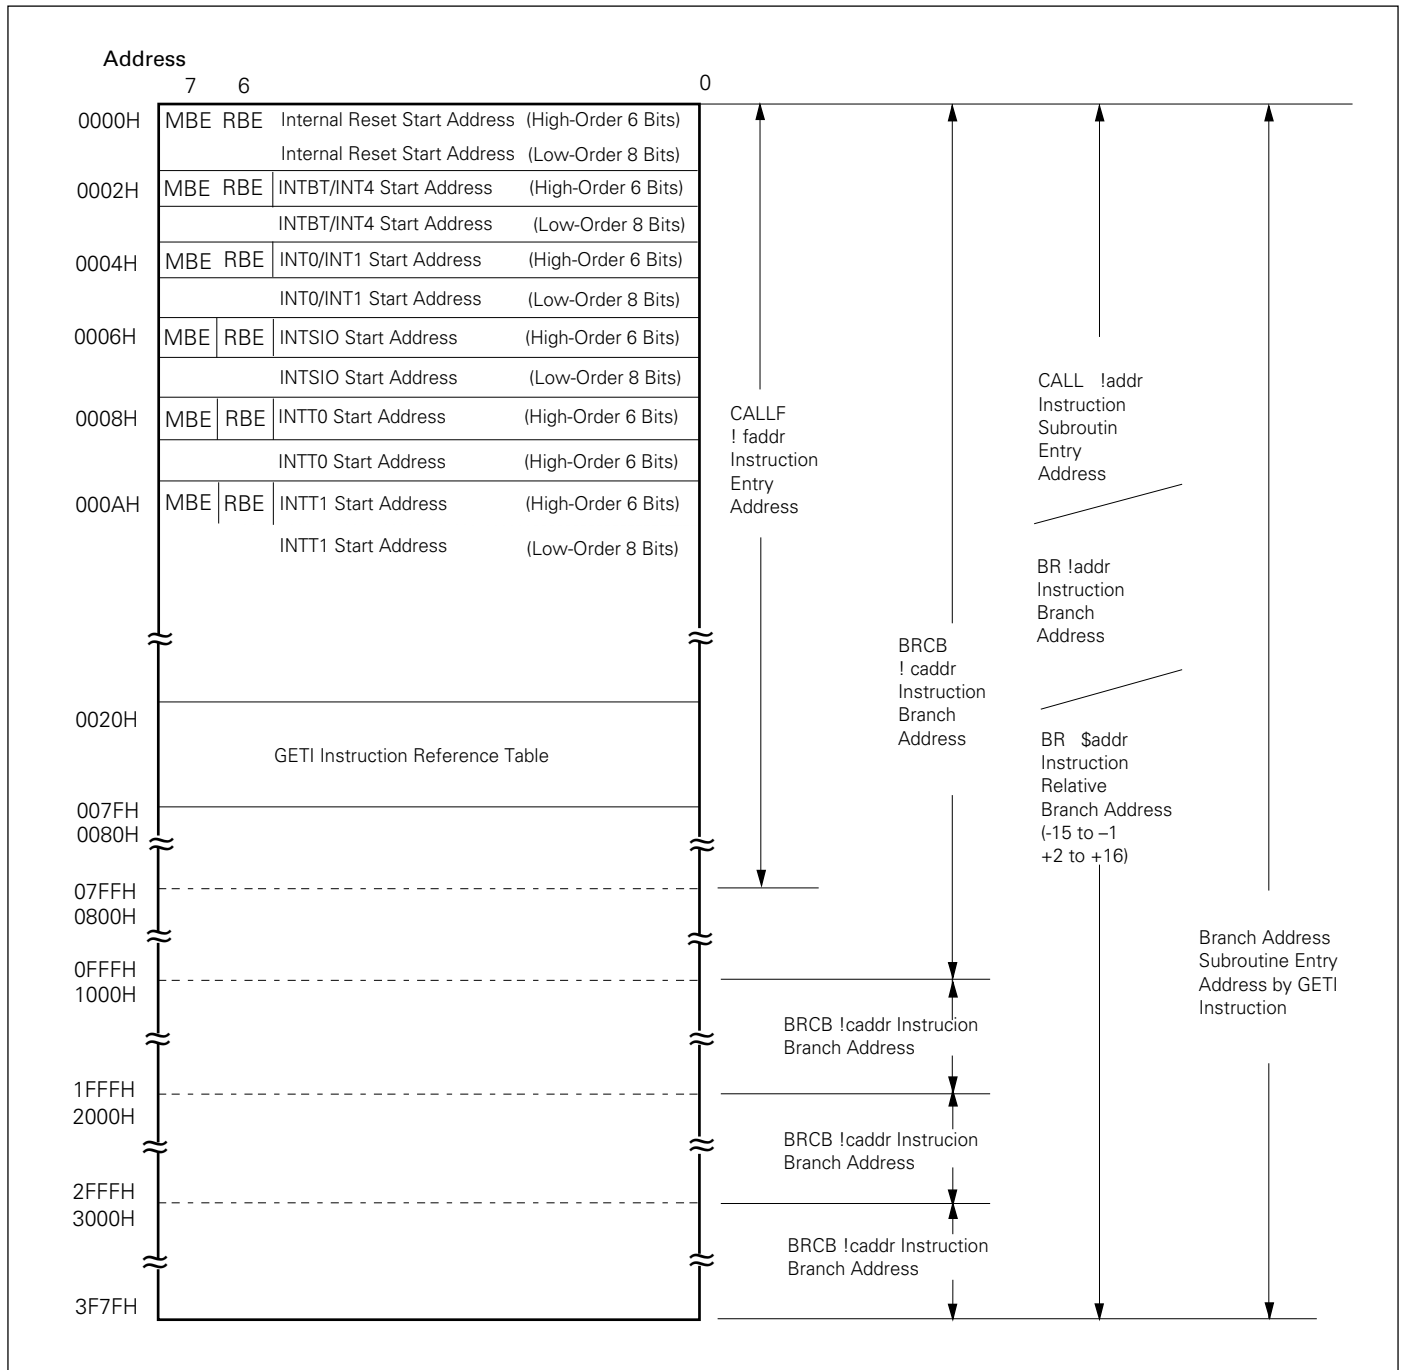 Address
7 6 0
0000H MBE RBE Internal Reset Start Address (High-Order 6 Bits)
Internal Reset Start Address (Low-Order 8 Bits)
0002H MBE RBE INTBT/INT4 Start Address (High-Order 6 Bits)
INTBT/INT4 Start Address (Low-Order 8 Bits)
0004H MBE RBE INT0/INT1 Start Address (High-Order 6 Bits)
INT0/INT1 Start Address (Low-Order 8 Bits)
0006H MBE RBE INTSIO Start Address (High-Order 6 Bits)
INTSIO Start Address (Low-Order 8 Bits)
0008H MBE RBE INTT0 Start Address (High-Order 6 Bits)
INTT0 Start Address (High-Order 6 Bits)
000AH MBE RBE INTT1 Start Address (High-Order 6 Bits)
INTT1 Start Address (Low-Order 8 Bits)
0020H
GETI Instruction Reference Table
007FH
0080H
07FFH
0800H
0FFFH
1000H
1FFFH
2000H
2FFFH
3000H
3F7FH
CALLF
! faddr
Instruction
Entry
Address
BRCB
! caddr
Instruction
Branch
Address
BRCB !caddr Instrucion
Branch Address
BRCB !caddr Instrucion
Branch Address
BRCB !caddr Instruction
Branch Address
CALL !addr
Instruction
Subroutin
Entry
Address
BR !addr
Instruction
Branch
Address
BR $addr
Instruction
Relative
Branch Address
(-15 to –1
+2 to +16)
Branch Address
Subroutine Entry
Address by GETI
Instruction